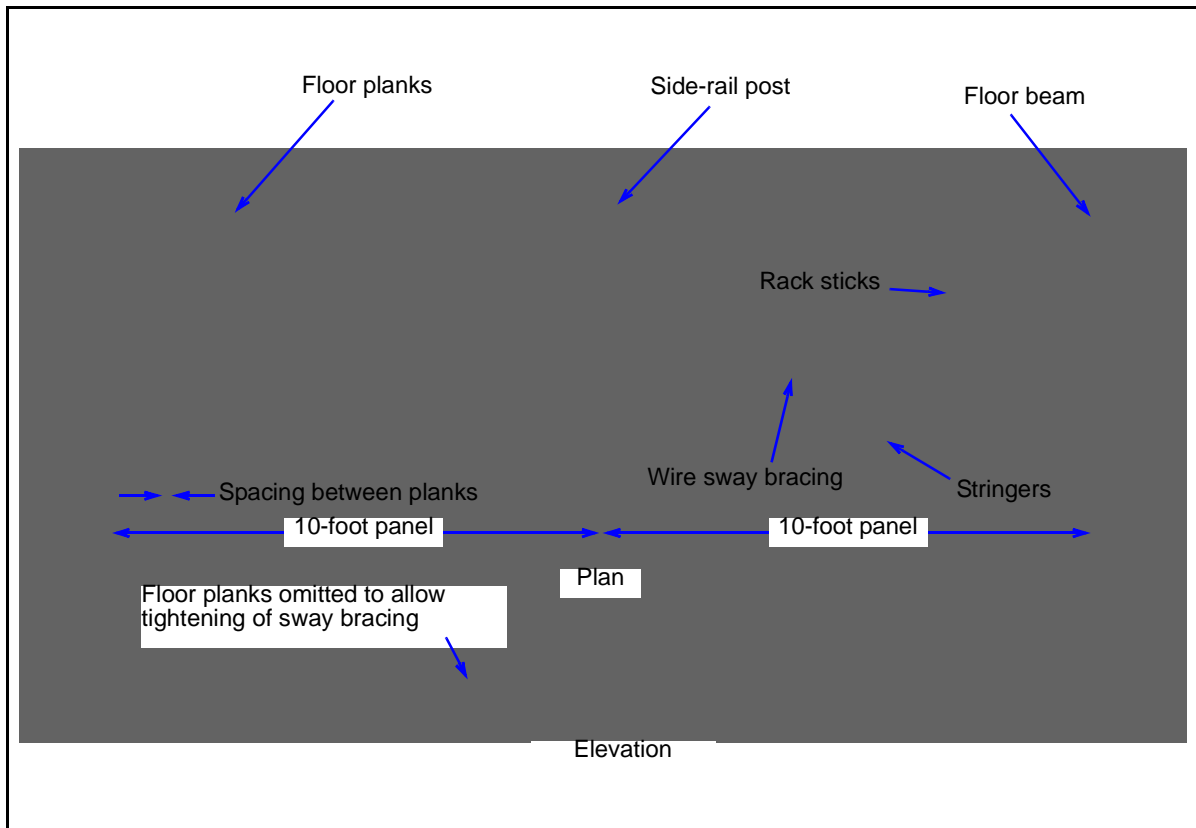 Floor planks
Side-rail post
Floor beam
Rack sticks
Wire sway bracing
Stringers
Spacing between planks
10-foot panel
10-foot panel
Plan
Floor planks omitted to allow
tightening of sway bracing
Elevation